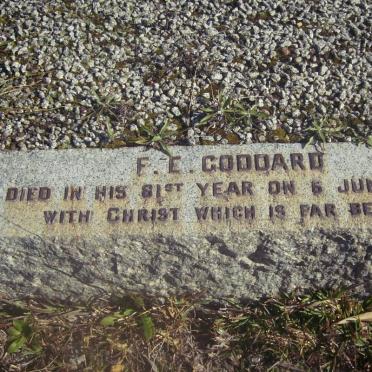 F. E. GODDARD
DIED IN HIS 81ST YEAR ON 6 JUN
WITH CHRIST WHICH IS FAR BE